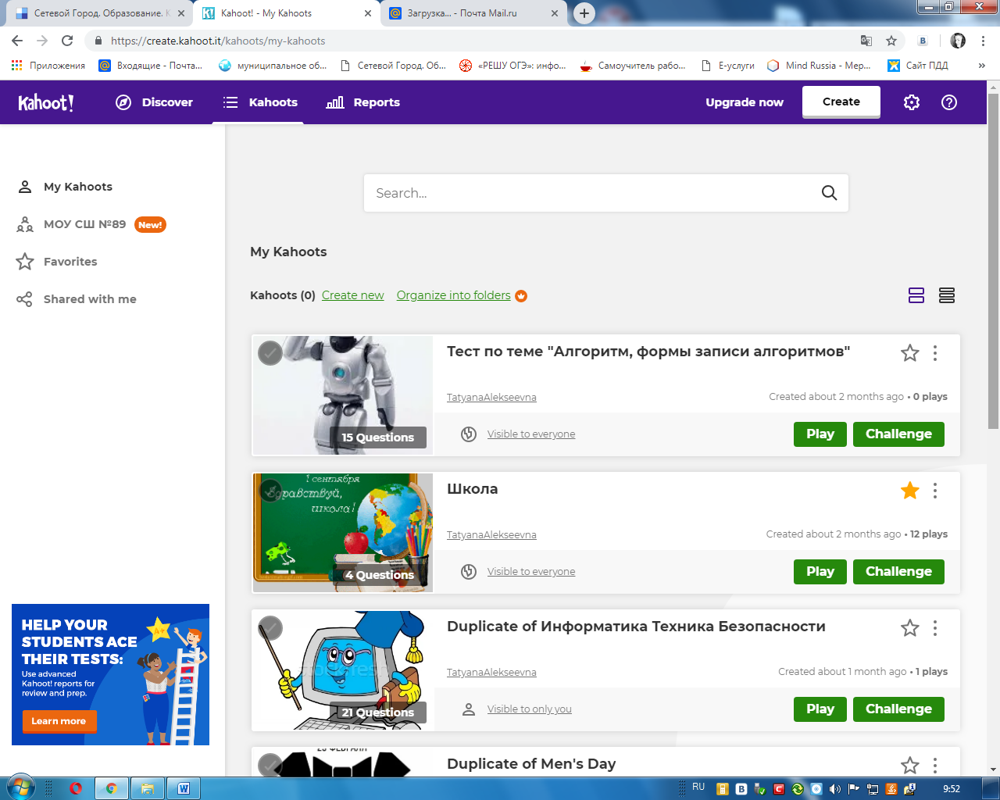 Сетевой Город. Образование. К
Kahoot! - My Kahoots
Загрузка... - Почта Mail.ru
https://create.kahoot.it/kahoots/my-kahoots
Приложения
Входящие - Почта...
муниципальное об...
Сетевой Город. Об...
«РЕШУ ОГЭ»: инфо...
Самоучитель рабо...
Е-услуги
Mind Russia - Мер...
Сайт ПДД
»
Kahoot!
Discover
Kahoots
Reports
Upgrade now
Create
My Kahoots
МОУ СШ №89 New!
Favorites
Shared with me
HELP YOUR
STUDENTS ACE
THEIR TESTS:
Use advanced
Kahoot! reports for
review and prep.
Learn more
A+
Search...
My Kahoots
Kahoots (0) Create new Organize into folders
15 Questions
Тест по теме "Алгоритм, формы записи алгоритмов"
TatyanaAlekseevna
Created about 2 months ago • 0 plays
Visible to everyone
Play
Challenge
1 сентября
Здравствуй,
школа!
4 Questions
Школа
TatyanaAlekseevna
Created about 2 months ago • 12 plays
Visible to everyone
Play
Challenge
21 Questions
Duplicate of Информатика Техника Безопасности
TatyanaAlekseevna
Created about 1 month ago • 1 plays
Visible to only you
Play
Challenge
23 ФЕВРАЛЯ
Duplicate of Men's Day
RU
9:52